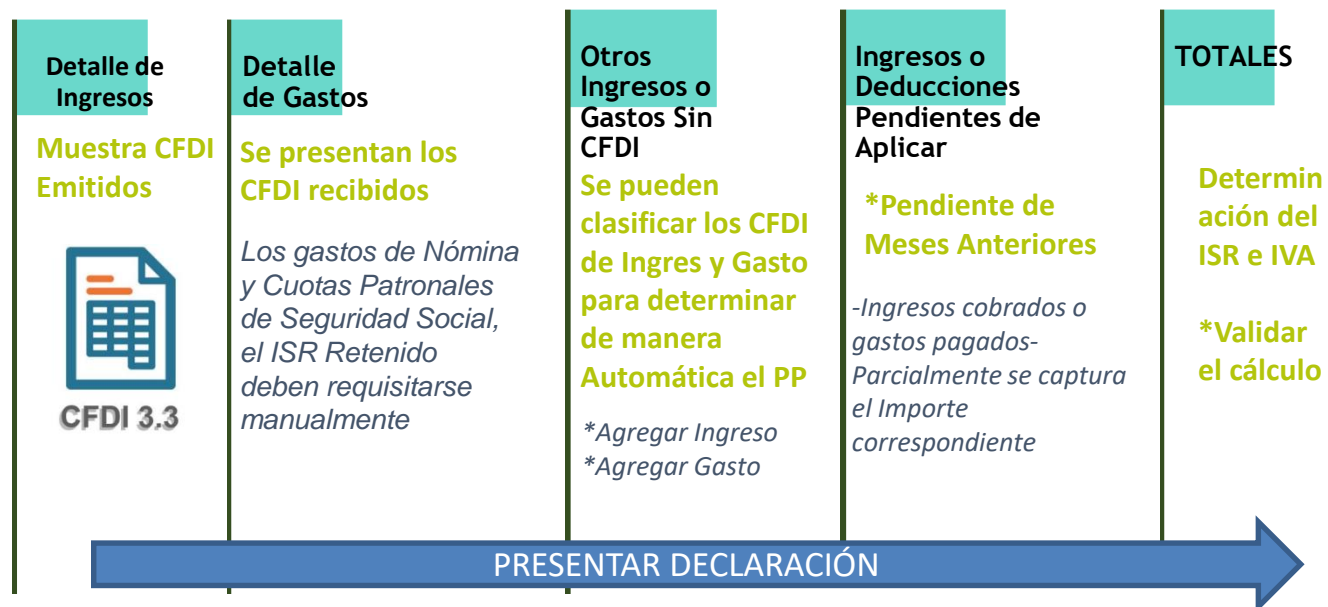 Detalle de
Ingresos
Muestra CFDI
Emitidos
CFDI 3.3
Detalle
de Gastos
Se presentan los
CFDI recibidos
Los gastos de Nómina
y Cuotas Patronales
de Seguridad Social,
el ISR Retenido
deben requisitarse
manualmente
Otros
Ingresos o
Gastos Sin
CFDI
Se pueden
clasificar los CFDI
de Ingres y Gasto
para determinar
de manera
Automática el PP
*Agregar Ingreso
*Agregar Gasto
Ingresos o
Deducciones
Pendientes de
Aplicar
*Pendiente de
Meses Anteriores
-Ingresos cobrados o
gastos pagados-
Parcialmente se captura
el Importe
correspondiente
TOTALES
Determin
ación del
ISR e IVA
*Validar
el cálculo
PRESENTAR DECLARACIÓN